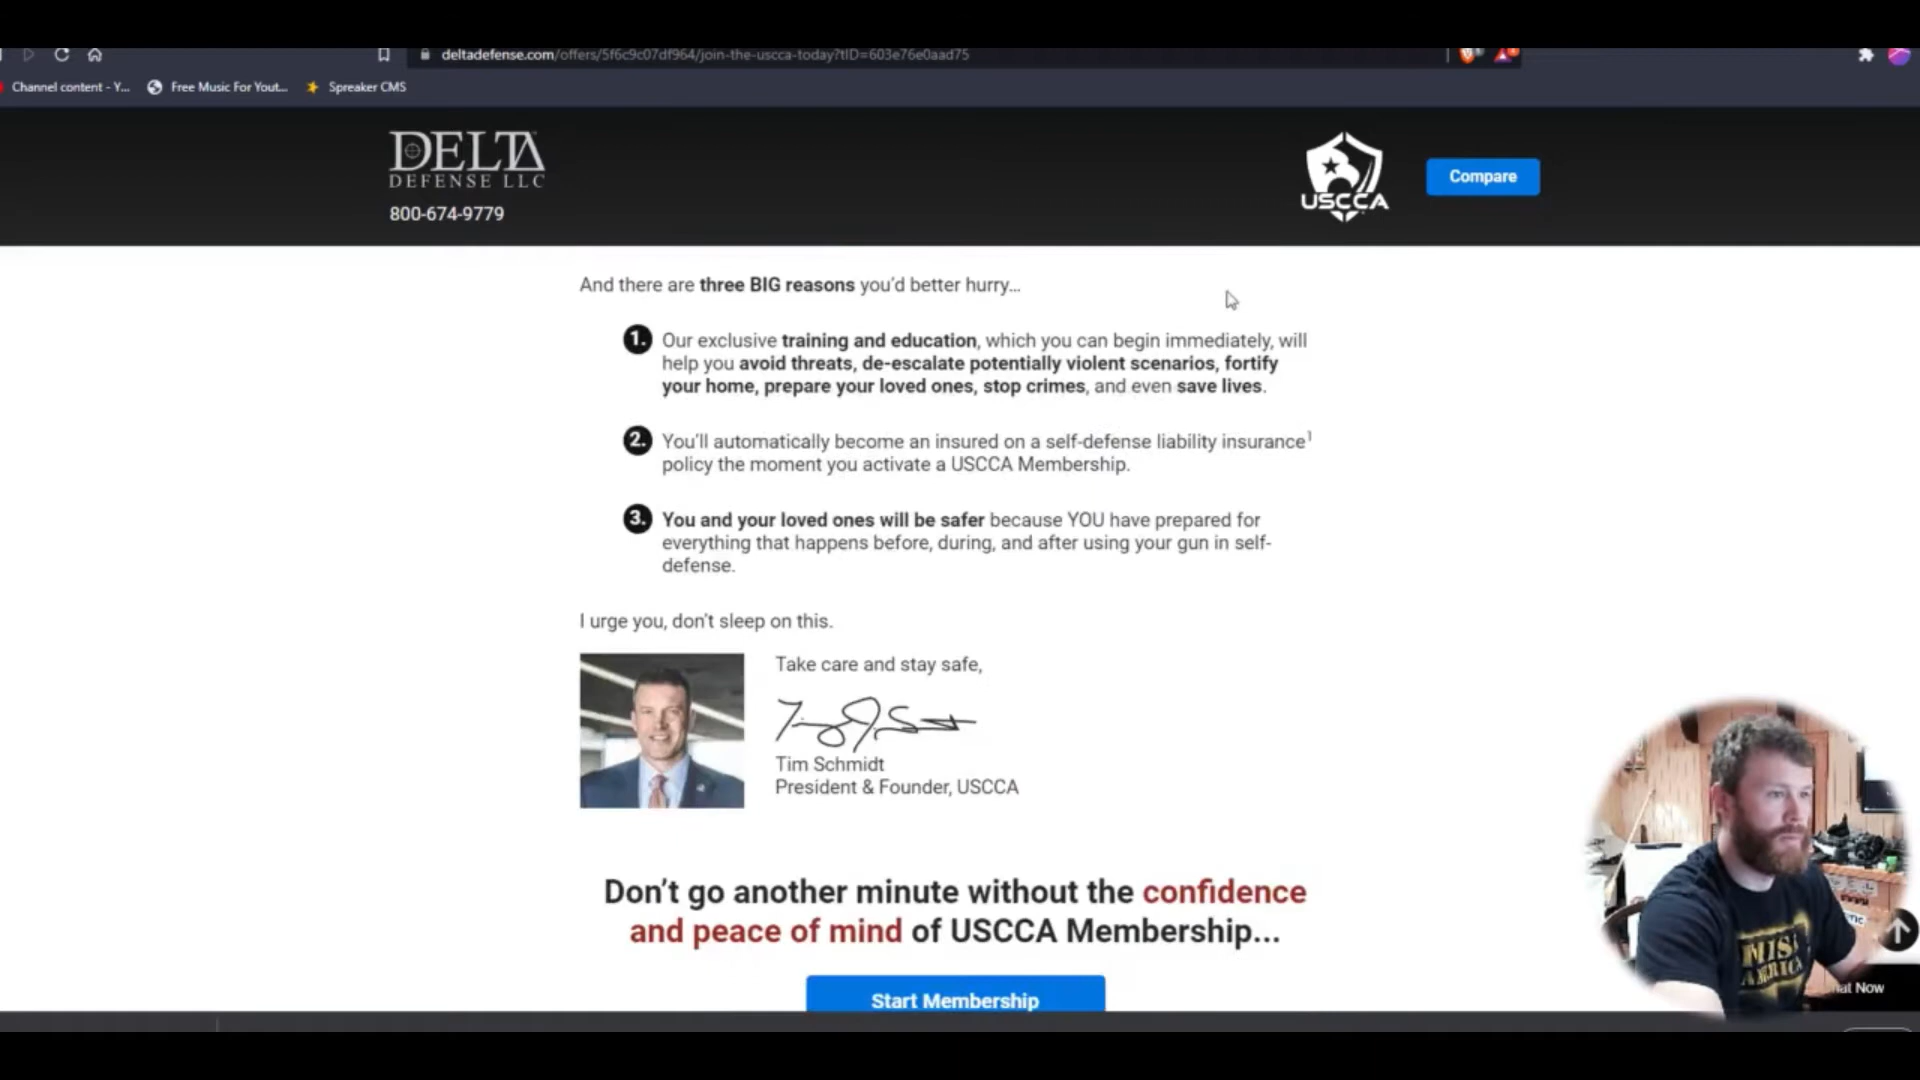 deltadefense.com/offers/5f6c9c07df964/join-the-uscca-today?tID=603e76e0aad75
Channel content - Y... Free Music For Yout... Spreaker CMS
DELTA
DEFENSE LLC
800-674-9779
USCCA
Compare
And there are three BIG reasons you'd better hurry...
1. Our exclusive training and education, which you can begin immediately, will
help you avoid threats, de-escalate potentially violent scenarios, fortify
your home, prepare your loved ones, stop crimes, and even save lives.
2. You'll automatically become an insured on a self-defense liability insurance¹
policy the moment you activate a USCCA Membership.
3. You and your loved ones will be safer because YOU have prepared for
everything that happens before, during, and after using your gun in self-
defense.
I urge you, don't sleep on this.
Take care and stay safe,
Tim Schmidt
President & Founder, USCCA
Don't go another minute without the confidence
and peace of mind of USCCA Membership...
Start Membership
AMERICA
hat Now